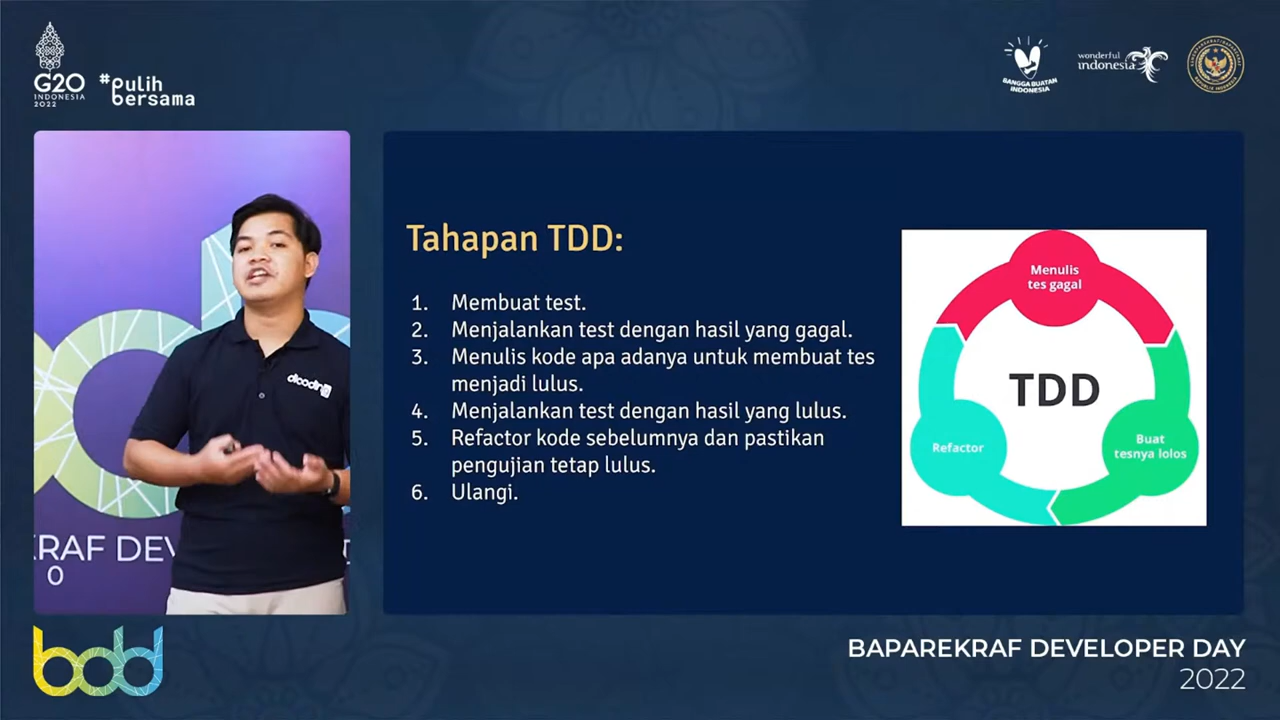 G20
INDONESIA
2022
#pulih
bersama
BANGGA BUATAN
INDONESIA
wonderful
indonesia
dicoding
KRAF DEV
0
Tahapan TDD:
1. Membuat test.
2. Menjalankan test dengan hasil yang gagal.
3. Menulis kode apa adanya untuk membuat tes
menjadi lulus.
4. Menjalankan test dengan hasil yang lulus.
5. Refactor kode sebelumnya dan pastikan
pengujian tetap lulus.
6. Ulangi.
Menulis
tes gagal
TDD
Refactor
Buat
tesnya lolos
bdd
BAPAREKRAF DEVELOPER DAY
2022